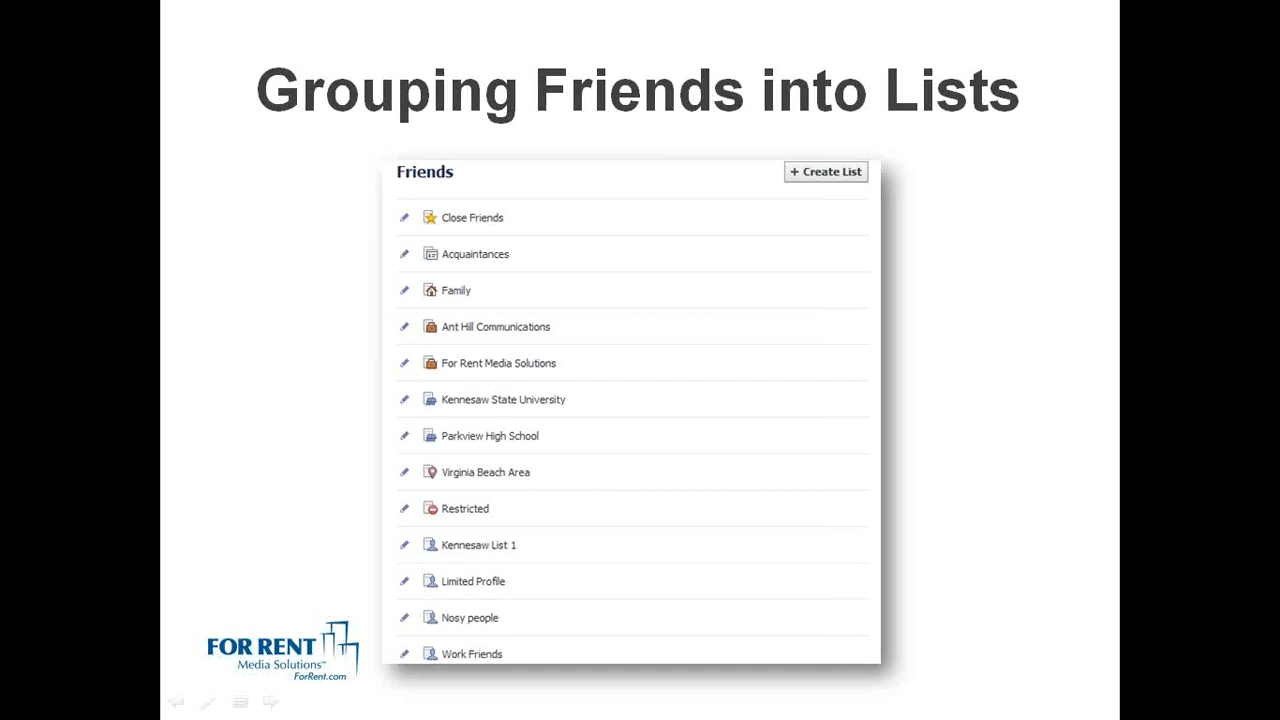 Grouping Friends into Lists
Friends
+ Create List
Close Friends
Acquaintances
Family
Ant Hill Communications
For Rent Media Solutions
Kennesaw State University
Parkview High School
Virginia Beach Area
Restricted
Kennesaw List 1
Limited Profile
Nosy people
Work Friends
FOR RENT
Media Solutions™
ForRent.com